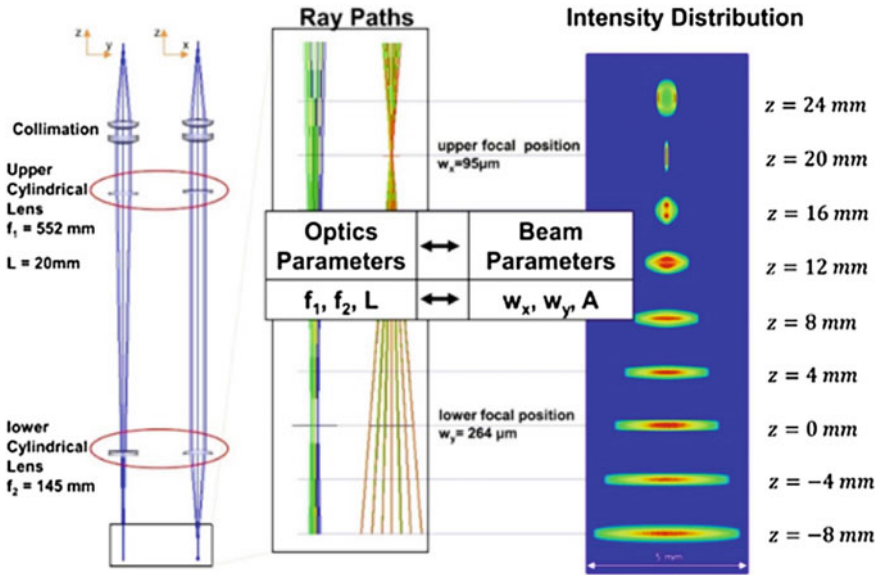 Ray Paths
Intensity Distribution
z
y
z
x
Collimation
Upper
Cylindrical
Lens
f₁ = 552 mm
L = 20mm
lower
Cylindrical
Lens
f₂ = 145 mm
upper focal position
wₓ=95µm
Optics
Parameters
Beam
Parameters
f₁, f₂, L
wₓ, wᵧ, A
lower focal position
wᵧ= 264 µm
z = 24 mm
z = 20 mm
z = 16 mm
z = 12 mm
z = 8 mm
z = 4 mm
z = 0 mm
z = −4 mm
z = −8 mm
5 mm